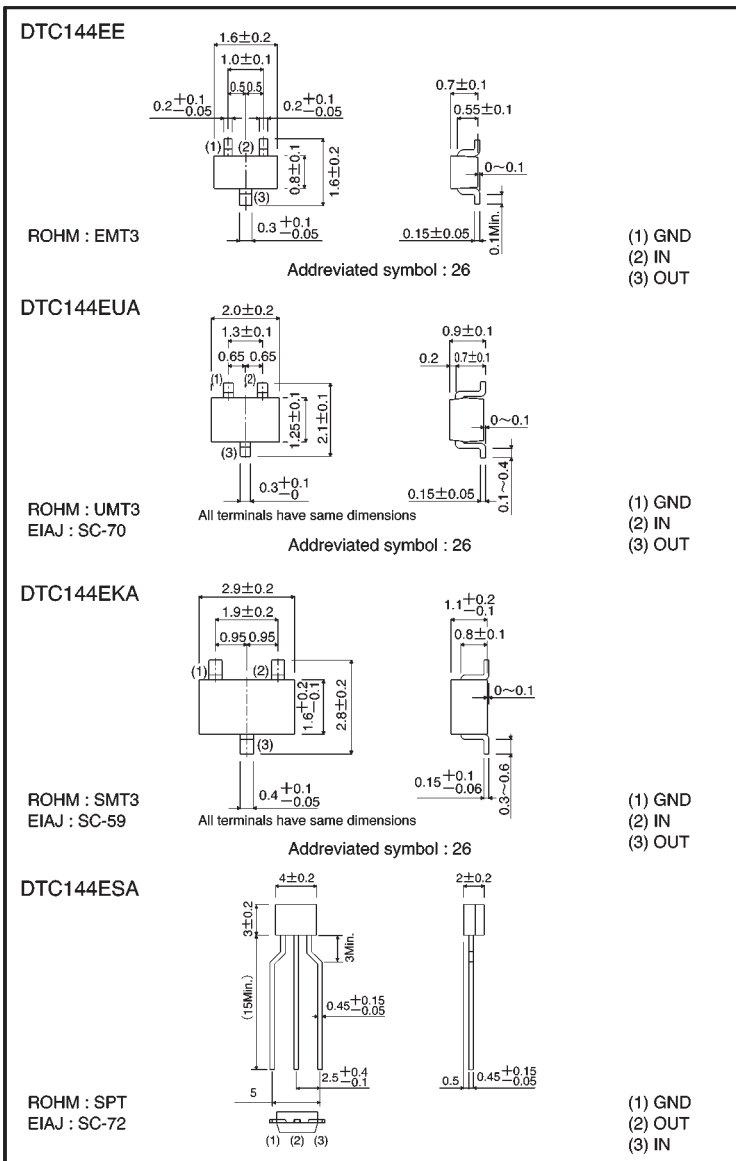 DTC144EE
1.6±0.2
1.0±0.1
0.5 0.5
0.2+0.1−0.05
0.2+0.1−0.05
(1) (2)
(3)
0.8±0.1
1.6±0.2
0.3+0.1−0.05
0.7±0.1
0.55±0.1
0～0.1
0.15±0.05
0.1Min.
ROHM : EMT3
Addreviated symbol : 26
(1) GND
(2) IN
(3) OUT
DTC144EUA
2.0±0.2
1.3±0.1
0.65 0.65
(1) (2)
(3)
1.25±0.1
2.1±0.1
0.3+0.1−0
0.9±0.1
0.2 0.7±0.1
0～0.1
0.15±0.05
0.1～0.4
ROHM : UMT3
EIAJ : SC-70
All terminals have same dimensions
Addreviated symbol : 26
(1) GND
(2) IN
(3) OUT
DTC144EKA
2.9±0.2
1.9±0.2
0.95 0.95
(1) (2)
(3)
1.6+0.2−0.1
2.8±0.2
0.4+0.1−0.05
1.1+0.2−0.1
0.8±0.1
0～0.1
0.15+0.1−0.06
0.3～0.6
ROHM : SMT3
EIAJ : SC-59
All terminals have same dimensions
Addreviated symbol : 26
(1) GND
(2) IN
(3) OUT
DTC144ESA
4±0.2
2±0.2
3±0.2
3Min.
(15Min.)
0.45+0.15−0.05
2.5+0.4−0.1
5
0.5 0.45+0.15−0.05
(1) (2) (3)
ROHM : SPT
EIAJ : SC-72
(1) GND
(2) OUT
(3) IN